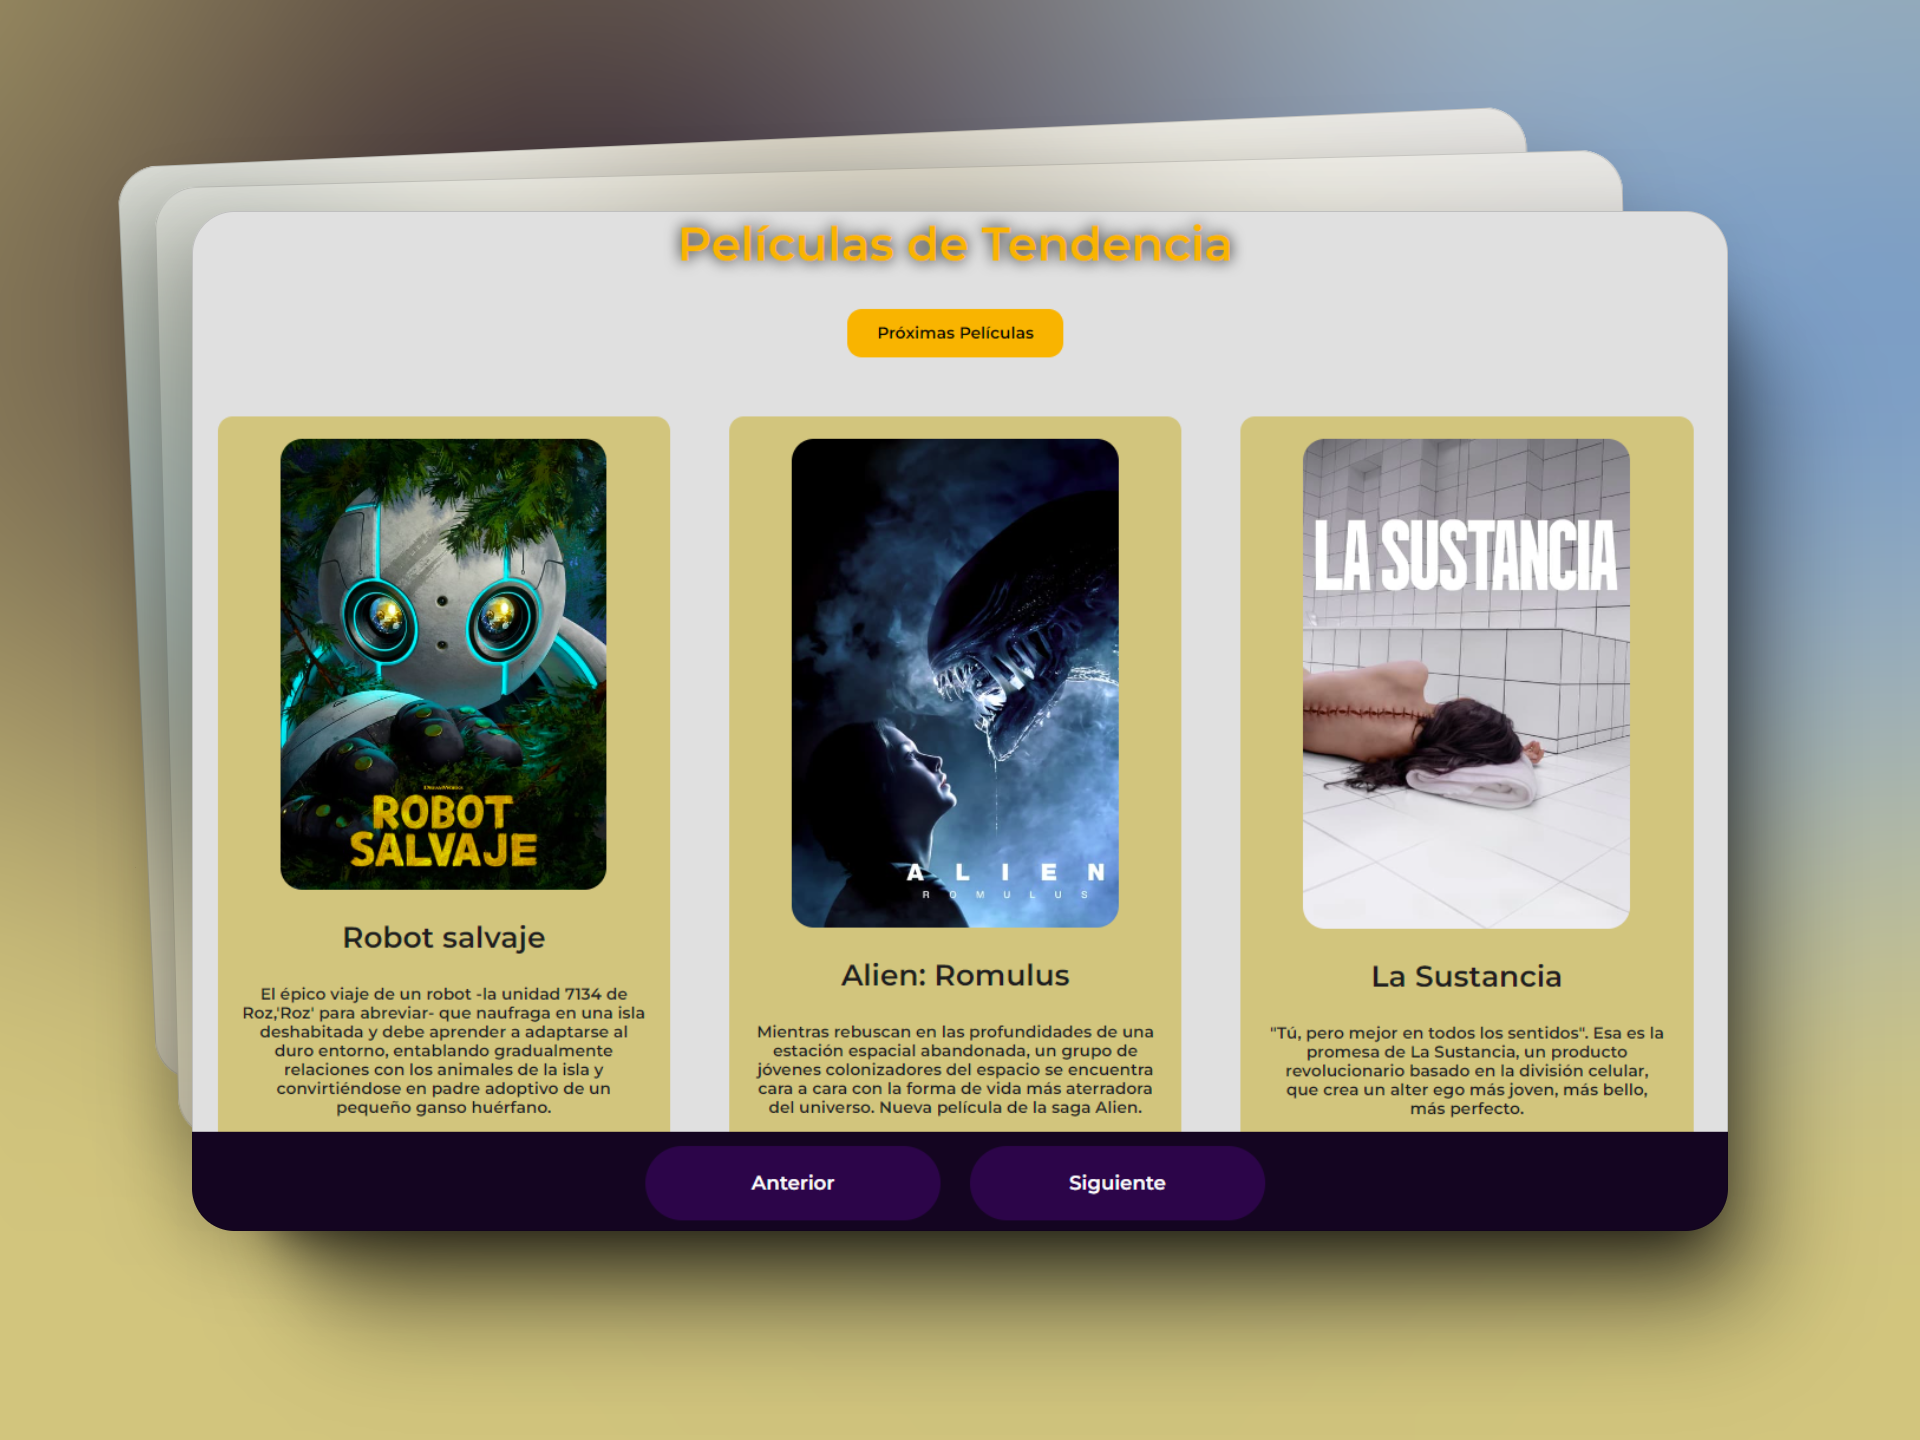 Películas de Tendencia
Próximas Películas
DREAMWORKS
ROBOT
SALVAJE
Robot salvaje
El épico viaje de un robot -la unidad 7134 de
Roz,'Roz' para abreviar- que naufraga en una isla
deshabitada y debe aprender a adaptarse al
duro entorno, entablando gradualmente
relaciones con los animales de la isla y
convirtiéndose en padre adoptivo de un
pequeño ganso huérfano.
ALIEN
ROMULUS
Alien: Romulus
Mientras rebuscan en las profundidades de una
estación espacial abandonada, un grupo de
jóvenes colonizadores del espacio se encuentra
cara a cara con la forma de vida más aterradora
del universo. Nueva película de la saga Alien.
LA SUSTANCIA
La Sustancia
"Tú, pero mejor en todos los sentidos". Esa es la
promesa de La Sustancia, un producto
revolucionario basado en la división celular,
que crea un alter ego más joven, más bello,
más perfecto.
Anterior
Siguiente